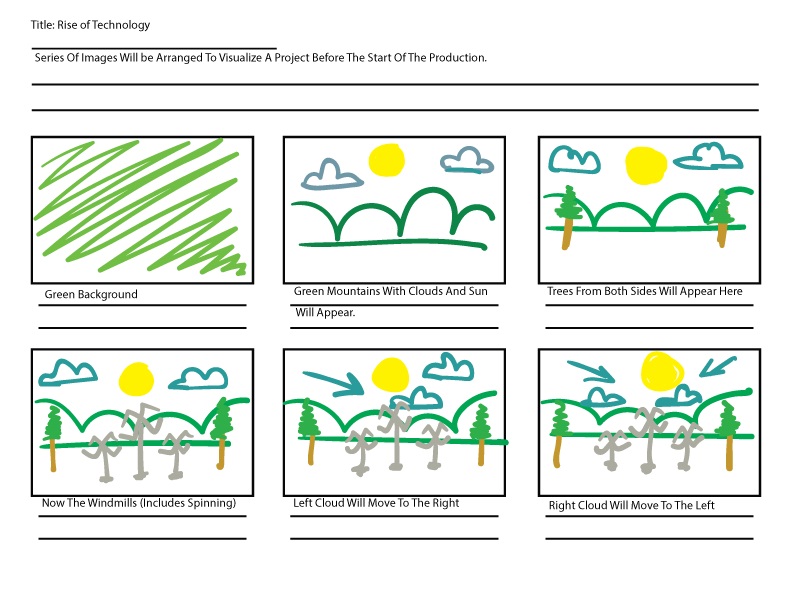 Title: Rise of Technology
Series Of Images Will be Arranged To Visualize A Project Before The Start Of The Production.
Green Background
Green Mountains With Clouds And Sun
Will Appear.
Trees From Both Sides Will Appear Here
Now The Windmills (Includes Spinning)
Left Cloud Will Move To The Right
Right Cloud Will Move To The Left